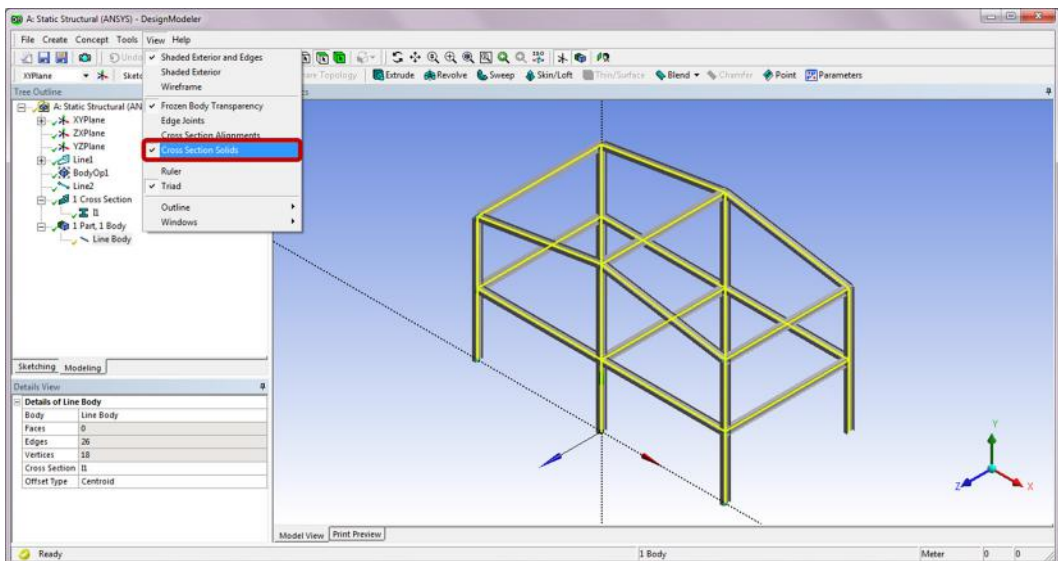 A: Static Structural (ANSYS) - DesignModeler
File Create Concept Tools View Help
Undo
XYPlane
Extrude Revolve Sweep Skin/Loft Thin/Surface Blend Chamfer Point Parameters
Shaded Exterior and Edges
Shaded Exterior
Wireframe
Frozen Body Transparency
Edge Joints
Cross Section Alignments
Cross Section Solids
Ruler
Triad
Outline
Windows
Tree Outline
A: Static Structural (AN
XYPlane
ZXPlane
YZPlane
Line1
BodyOp1
Line2
1 Cross Section
I1
1 Part, 1 Body
Line Body
Sketching Modeling
Details View
Details of Line Body
Body Line Body
Faces 0
Edges 26
Vertices 18
Cross Section I1
Offset Type Centroid
Y
Z X
Model View Print Preview
Ready 1 Body Meter 0 0